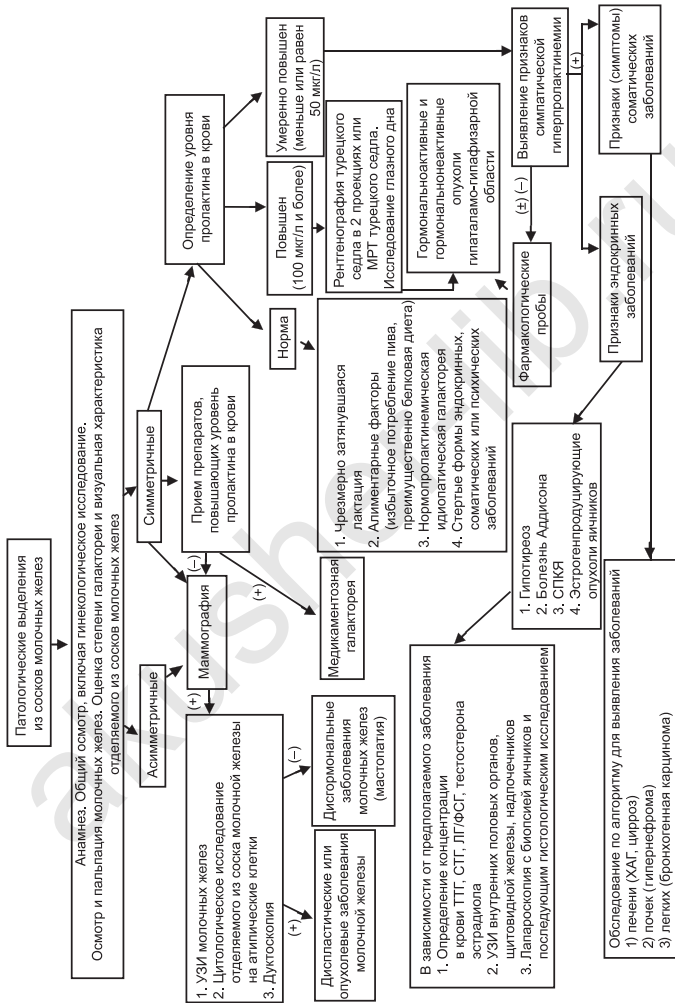 Патологические выделения
из сосков молочных желез
Анамнез. Общий осмотр, включая гинекологическое исследование.
Осмотр и пальпация молочных желез. Оценка степени галактореи и визуальная характеристика
отделяемого из сосков молочных желез
Асимметричные
Симметричные
Определение уровня
пролактина в крови
Маммография
(–)
(+)
(+)
Прием препаратов,
повышающих уровень
пролактина в крови
Норма
Повышен
(100 мкг/л и более)
Умеренно повышен
(меньше или равен
50 мкг/л)
1. УЗИ молочных желез
2. Цитологическое исследование
отделяемого из соска молочной железы
на атипические клетки
3. Дуктоскопия
Медикаментозная
галакторея
Рентгенография турецкого
седла в 2 проекциях или
МРТ турецкого седла.
Исследование глазного дна
(+)
(–)
Диспластические или
опухолевые заболевания
молочной железы
Дисгормональные
заболевания
молочных желез
(мастопатия)
1. Чрезмерно затянувшаяся
лактация
2. Алиментарные факторы
(избыточное потребление пива,
преимущественно белковая диета)
3. Нормопролактинемическая
идиопатическая галакторея
4. Стертые формы эндокринных,
соматических или психических
заболеваний
Гормональноактивные и
гормональнонеактивные
опухоли
гипаталамо-гипафизарной
области
Фармакологические
пробы
(±) (–)
Выявление признаков
симпатической
гиперпролактинемии
(+)
В зависимости от предполагаемого заболевания
1. Определение концентрации
в крови ТТГ, СТГ, ЛГ/ФСГ, тестостерона
эстрадиола
2. УЗИ внутренних половых органов,
щитовидной железы, надпочечников
3. Лапароскопия с биопсией яичников и
последующим гистологическим исследованием
1. Гипотиреоз
2. Болезнь Аддисона
3. СПКЯ
4. Эстрогенпродуцирующие
опухоли яичников
Признаки эндокринных
заболеваний
Признаки (симптомы)
соматических
заболеваний
Обследование по алгоритму для выявления заболеваний
1) печени (ХАГ, цирроз)
2) почек (гипернефрома)
3) легких (бронхогенная карцинома)
akusher-lib.ru